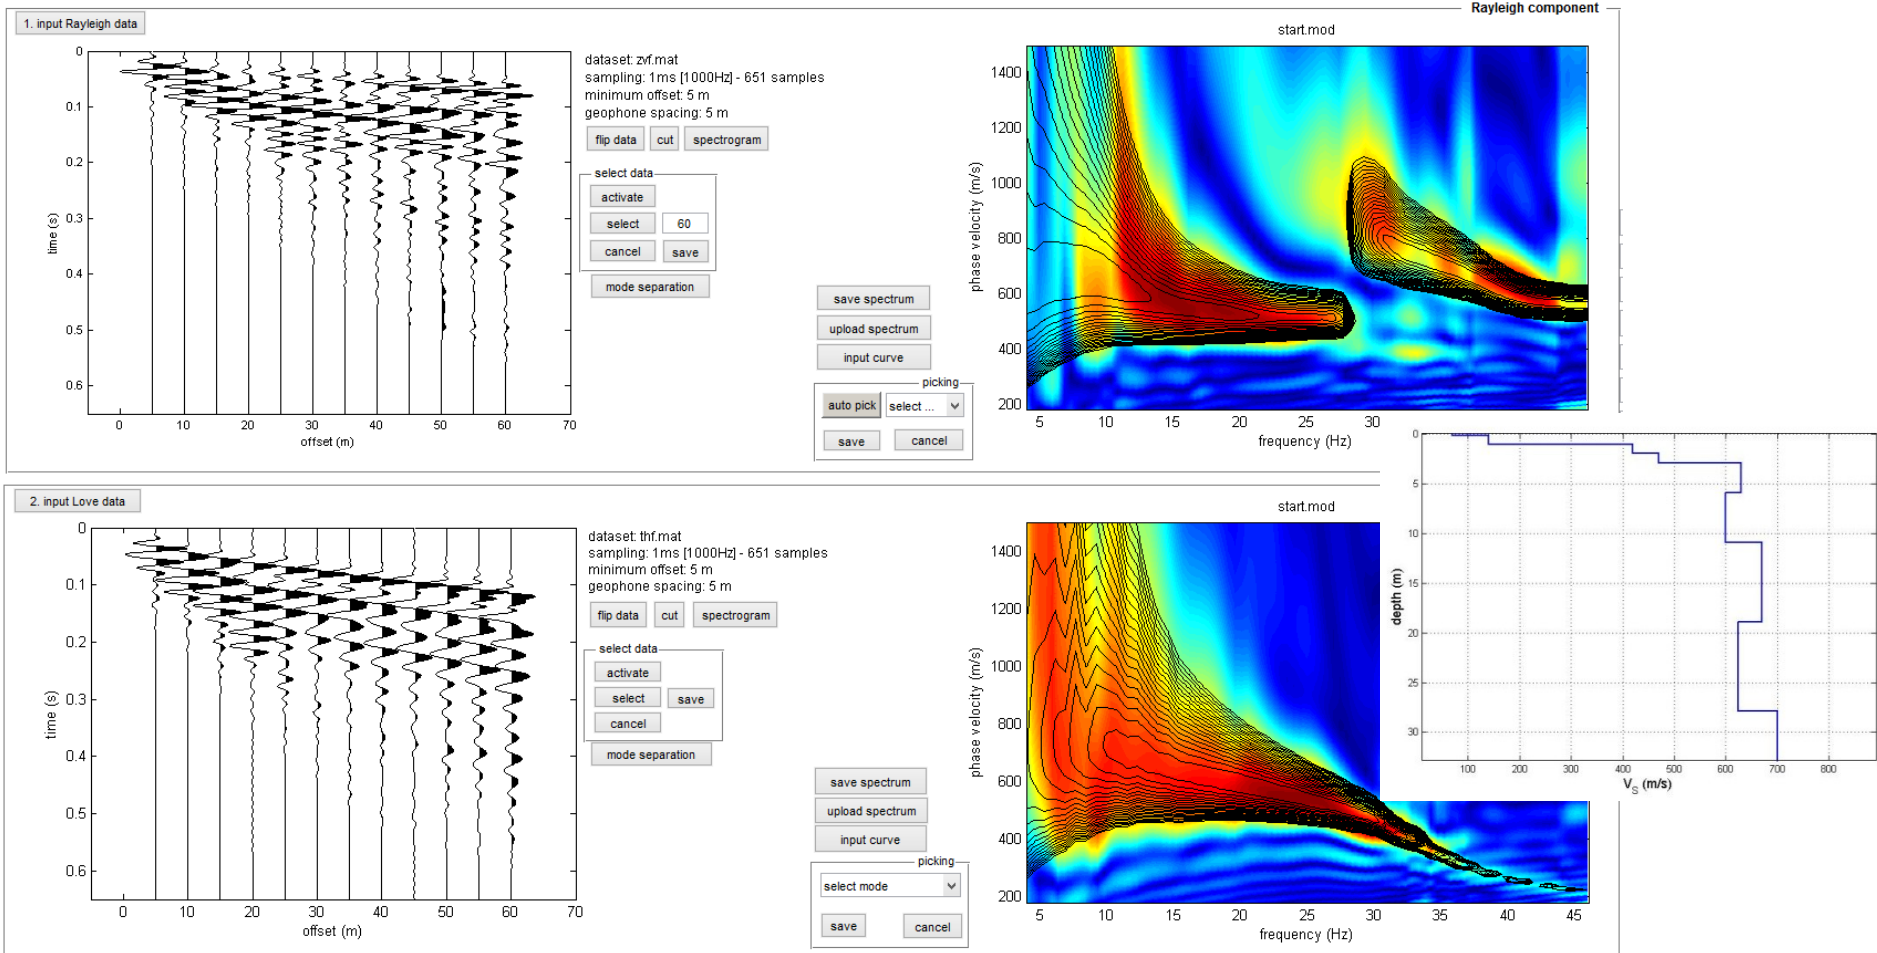 Rayleigh component
1. input Rayleigh data
0
0.1
0.2
0.3
0.4
0.5
0.6
time (s)
0 10 20 30 40 50 60 70
offset (m)
dataset: zvf.mat
sampling: 1ms [1000Hz] - 651 samples
minimum offset: 5 m
geophone spacing: 5 m
flip data cut spectrogram
select data
activate
select 60
cancel save
mode separation
save spectrum
upload spectrum
input curve
picking
auto pick select ...
save cancel
start.mod
1400
1200
1000
800
600
400
200
phase velocity (m/s)
5 10 15 20 25 30
frequency (Hz)
0
5
10
15
20
25
30
depth (m)
100 200 300 400 500 600 700 800
V_S (m/s)
2. input Love data
0
0.1
0.2
0.3
0.4
0.5
0.6
time (s)
0 10 20 30 40 50 60 70
offset (m)
dataset: thf.mat
sampling: 1ms [1000Hz] - 651 samples
minimum offset: 5 m
geophone spacing: 5 m
flip data cut spectrogram
select data
activate
select save
cancel
mode separation
save spectrum
upload spectrum
input curve
picking
select mode
save cancel
start.mod
1400
1200
1000
800
600
400
200
phase velocity (m/s)
5 10 15 20 25 30 35 40 45
frequency (Hz)